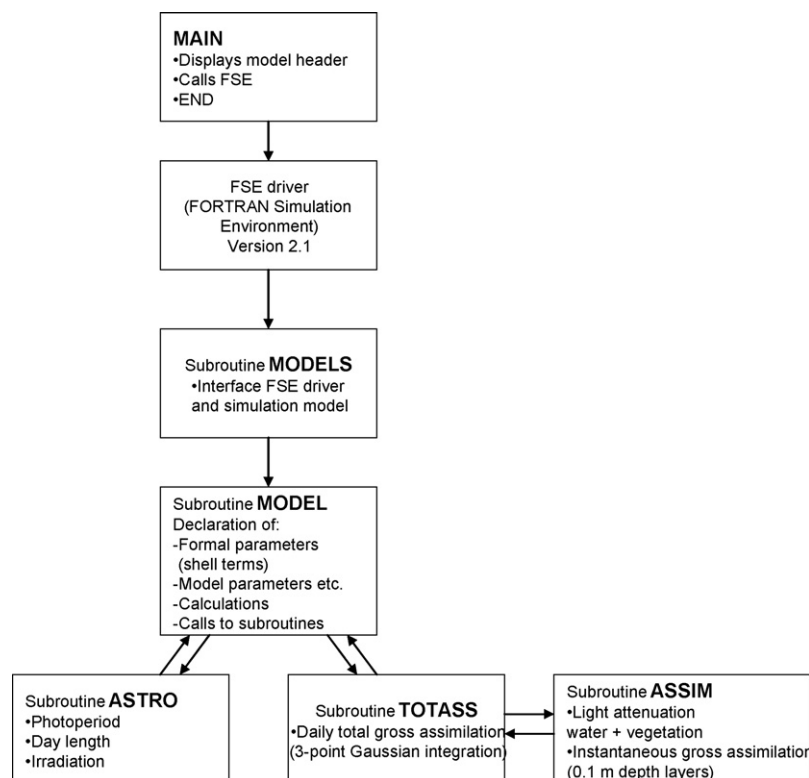 MAIN
•Displays model header
•Calls FSE
•END
FSE driver
(FORTRAN Simulation
Environment)
Version 2.1
Subroutine MODELS
•Interface FSE driver
and simulation model
Subroutine MODEL
Declaration of:
-Formal parameters
(shell terms)
-Model parameters etc.
-Calculations
-Calls to subroutines
Subroutine ASTRO
•Photoperiod
•Day length
•Irradiation
Subroutine TOTASS
•Daily total gross assimilation
(3-point Gaussian integration)
Subroutine ASSIM
•Light attenuation
water + vegetation
•Instantaneous gross assimilation
(0.1 m depth layers)